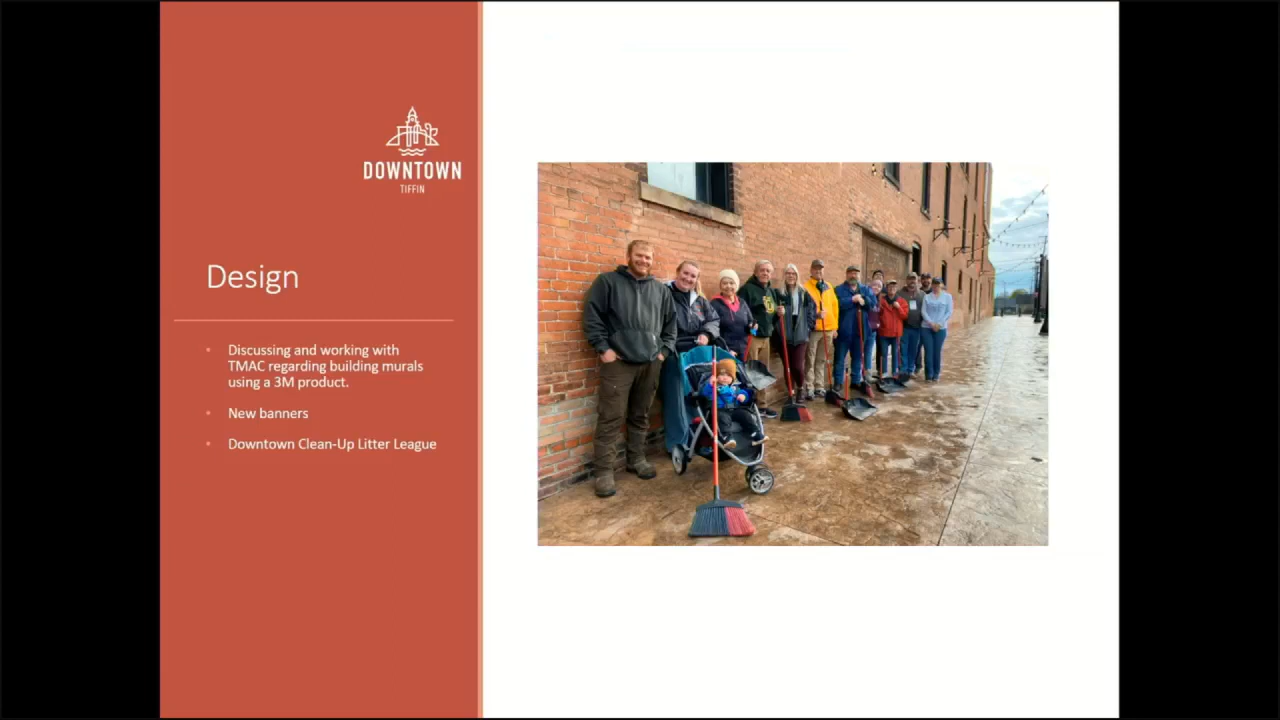 DOWNTOWN
TIFFIN
Design
• Discussing and working with
TMAC regarding building murals
using a 3M product.
• New banners
• Downtown Clean-Up Litter League